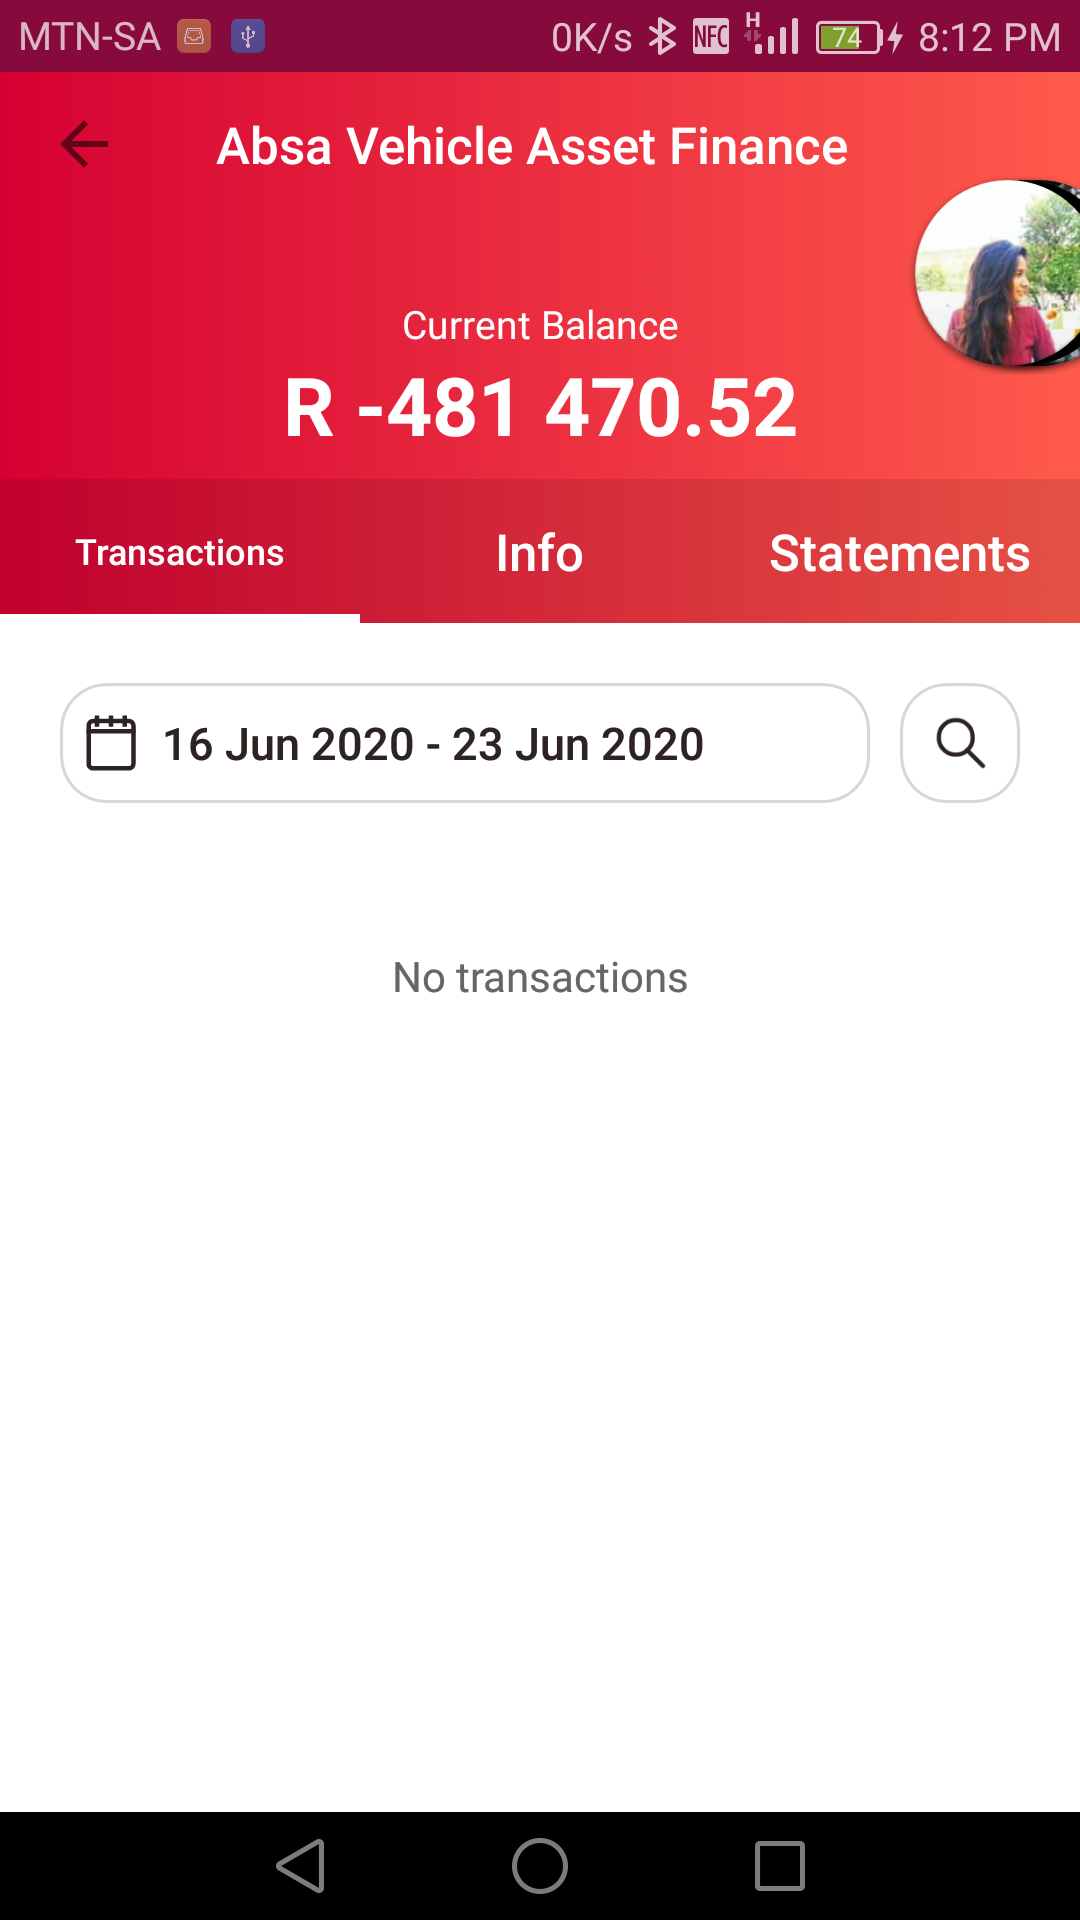 MTN-SA 0K/s NFC H 74 8:12 PM
Absa Vehicle Asset Finance
Current Balance
R -481 470.52
Transactions Info Statements
16 Jun 2020 - 23 Jun 2020
No transactions